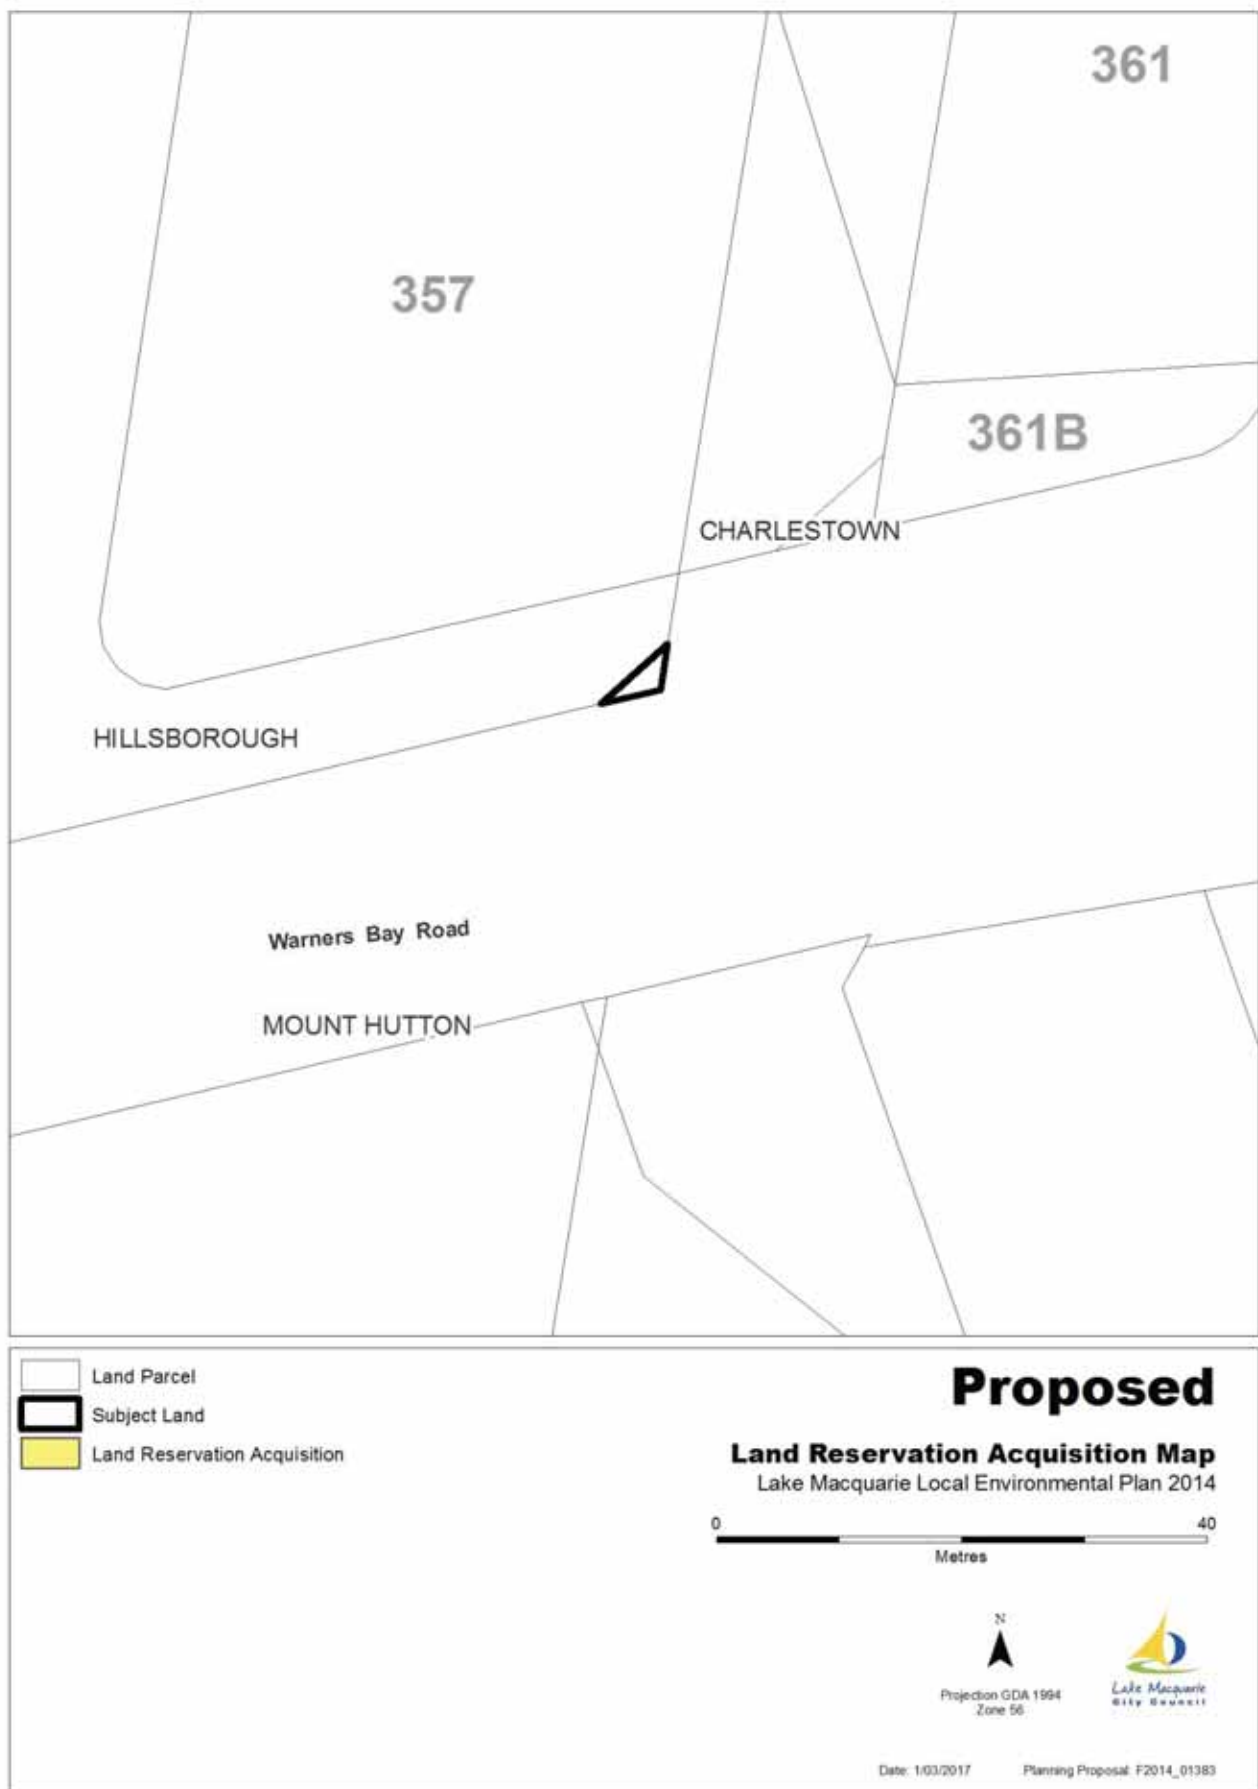 361
357
361B
CHARLESTOWN
HILLSBOROUGH
Warners Bay Road
MOUNT HUTTON
Land Parcel
Subject Land
Land Reservation Acquisition
Proposed
Land Reservation Acquisition Map
Lake Macquarie Local Environmental Plan 2014
0 40
Metres
N
Projection GDA 1994
Zone 56
Lake Macquarie
City Council
Date: 1/03/2017 Planning Proposal: F2014_01383